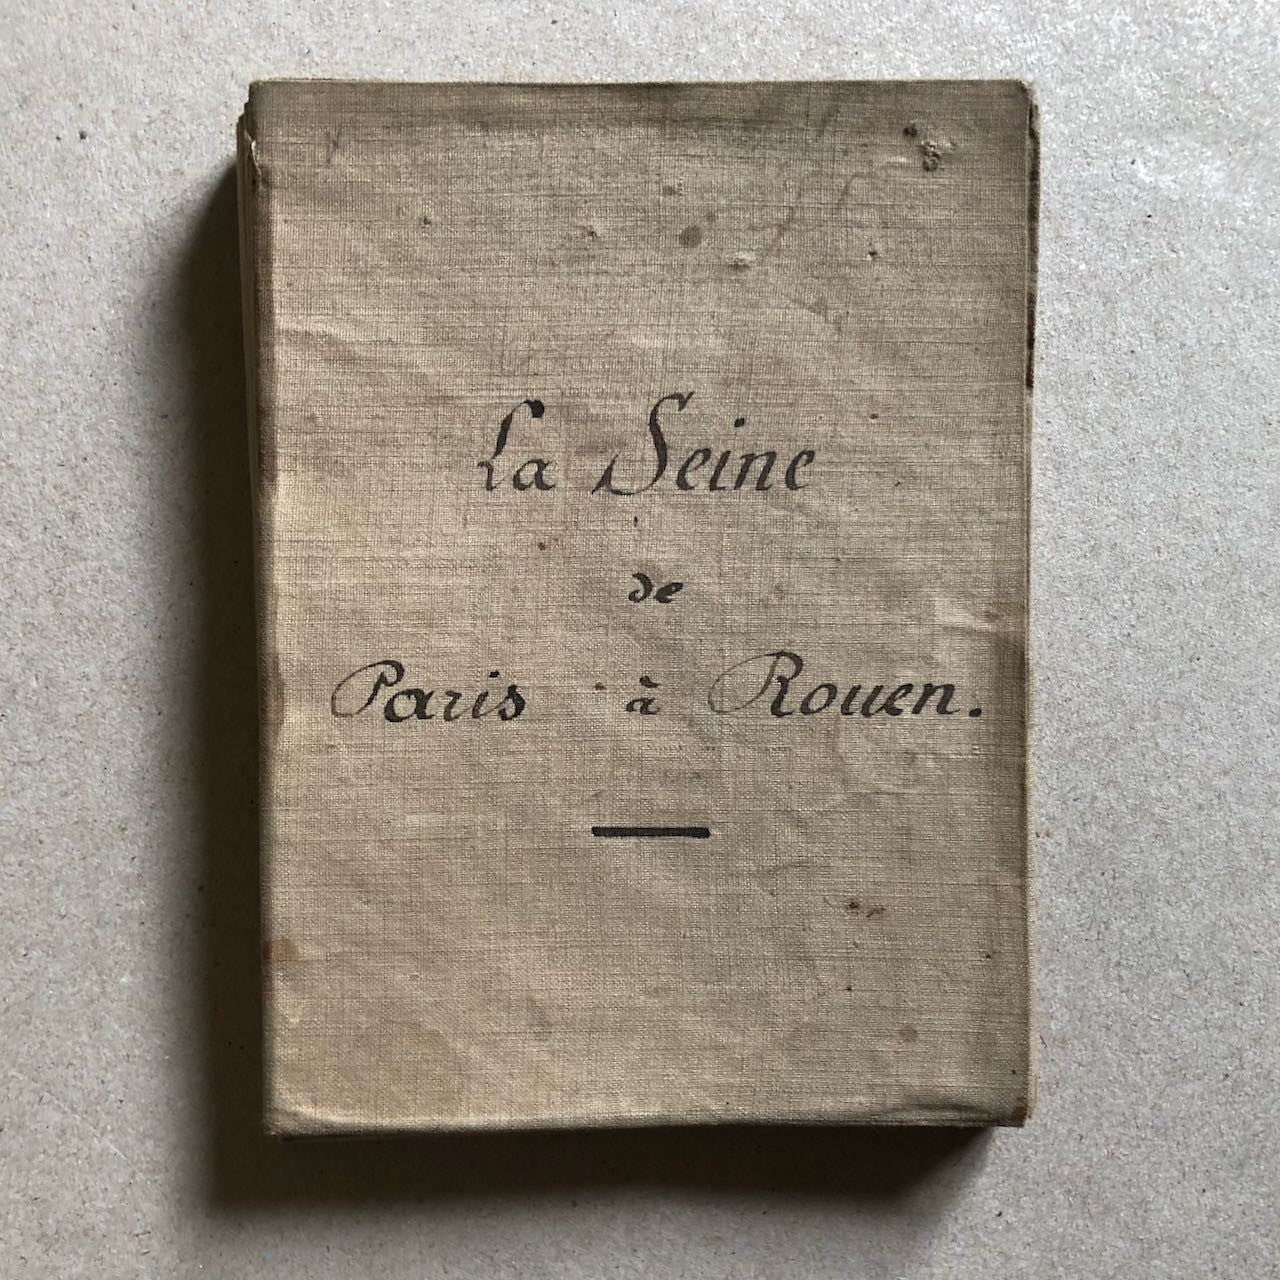 La Seine
de
Paris à Rouen.